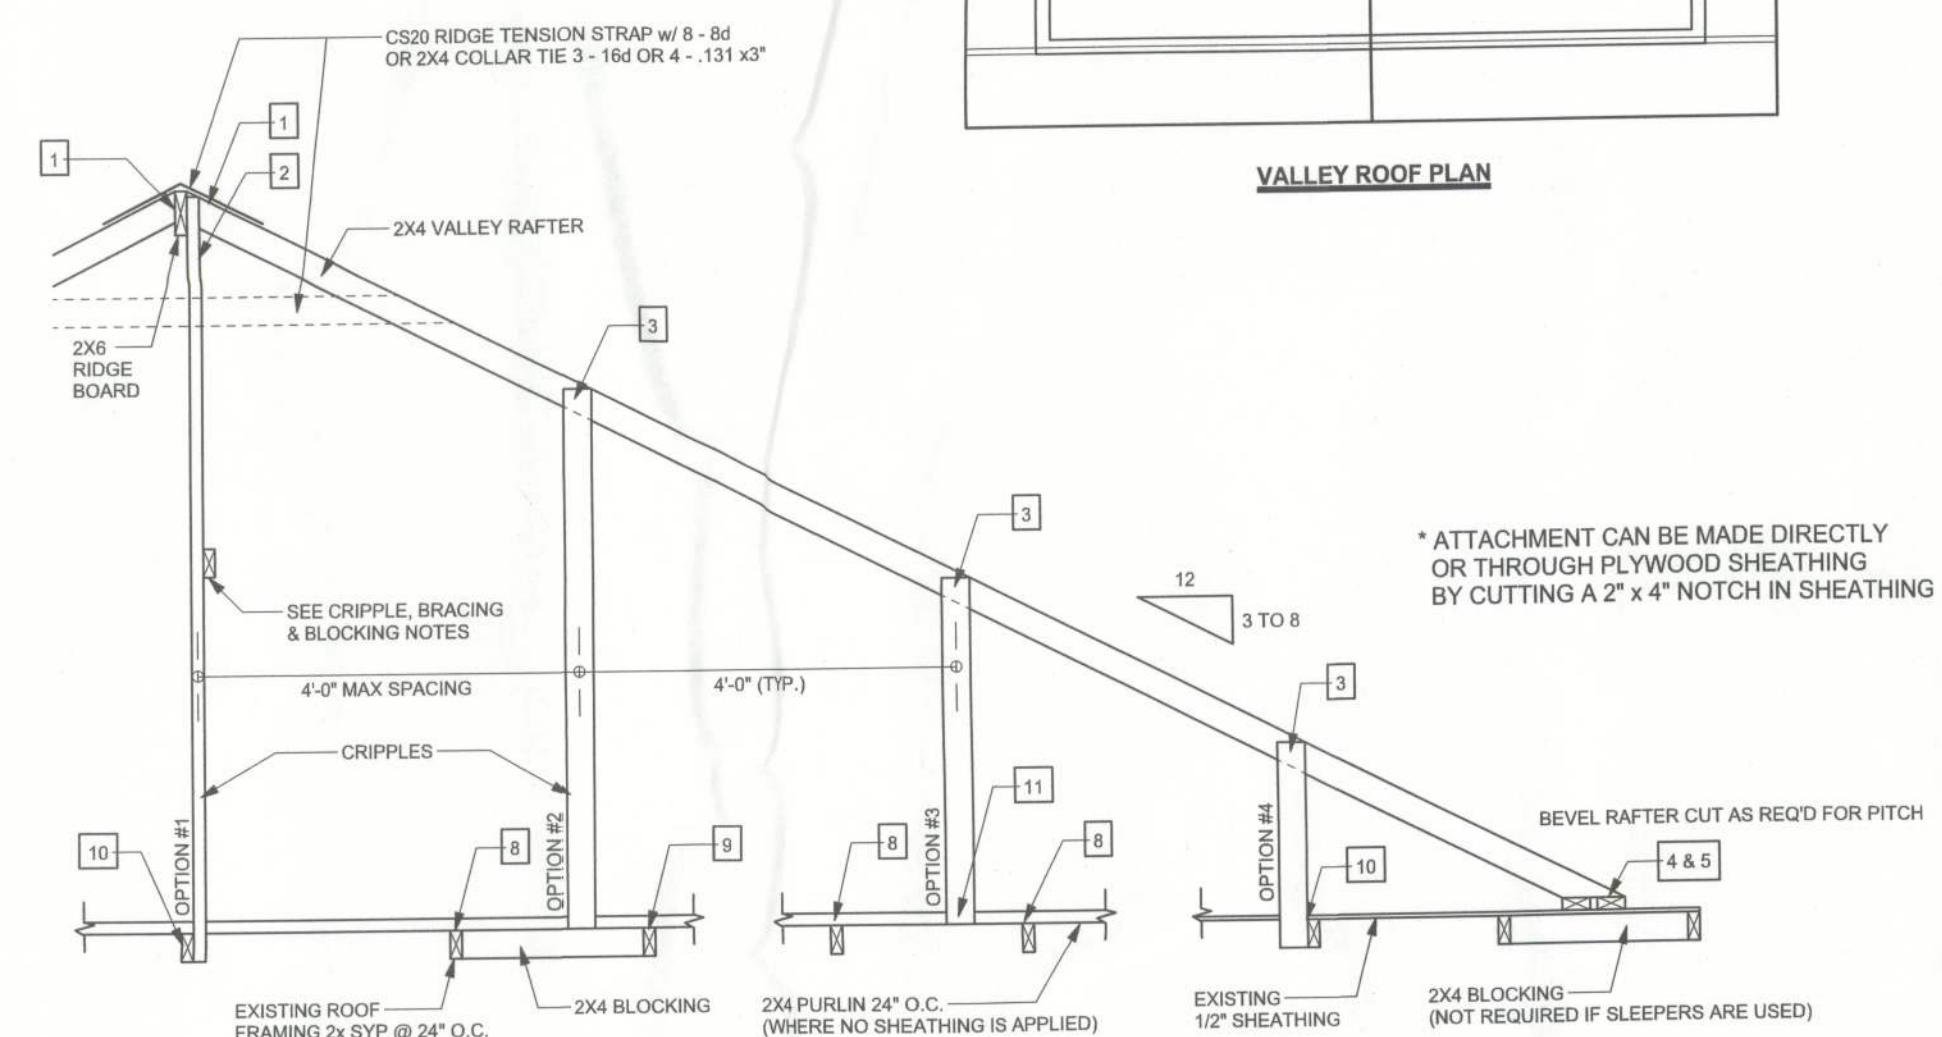 CS20 RIDGE TENSION STRAP w/ 8 - 8d
OR 2X4 COLLAR TIE 3 - 16d OR 4 - .131 x3"
1
1
2
VALLEY ROOF PLAN
2X4 VALLEY RAFTER
3
2X6
RIDGE
BOARD
3
* ATTACHMENT CAN BE MADE DIRECTLY
OR THROUGH PLYWOOD SHEATHING
BY CUTTING A 2" x 4" NOTCH IN SHEATHING
12
3 TO 8
SEE CRIPPLE, BRACING
& BLOCKING NOTES
4'-0" MAX SPACING
4'-0" (TYP.)
3
CRIPPLES
11
BEVEL RAFTER CUT AS REQ'D FOR PITCH
OPTION #1
OPTION #2
OPTION #3
OPTION #4
10
8
9
8
8
10
4 & 5
EXISTING ROOF
FRAMING 2x SYP @ 24" O.C.
2X4 BLOCKING
2X4 PURLIN 24" O.C.
(WHERE NO SHEATHING IS APPLIED)
EXISTING
1/2" SHEATHING
2X4 BLOCKING
(NOT REQUIRED IF SLEEPERS ARE USED)